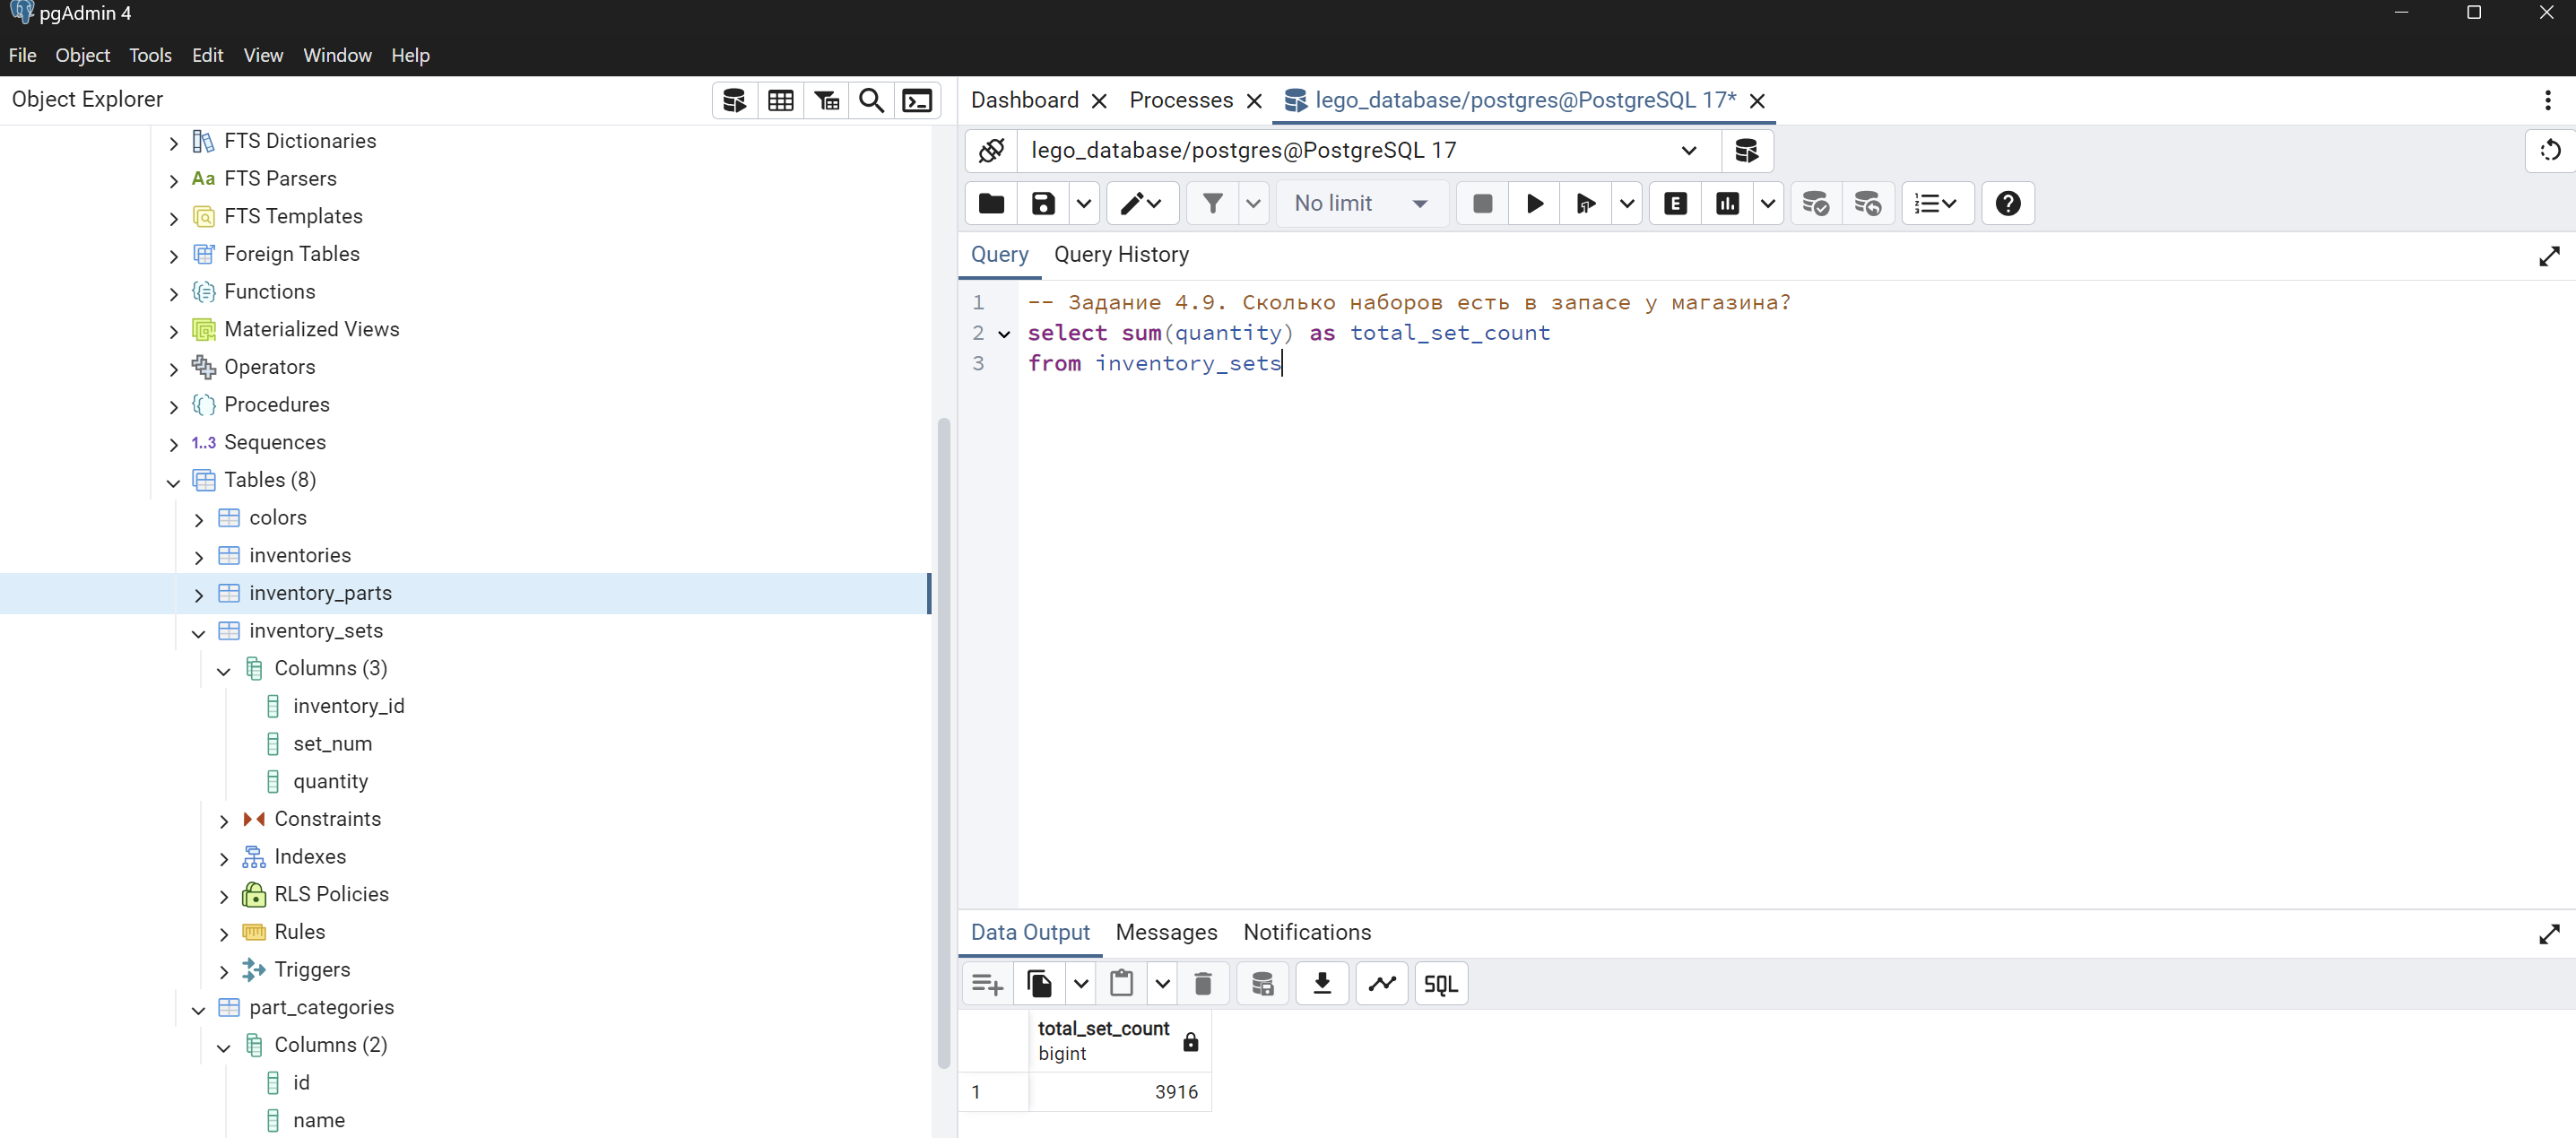 pgAdmin 4
File Object Tools Edit View Window Help
Object Explorer
FTS Dictionaries
Aa FTS Parsers
FTS Templates
Foreign Tables
Functions
Materialized Views
Operators
Procedures
1..3 Sequences
Tables (8)
colors
inventories
inventory_parts
inventory_sets
Columns (3)
inventory_id
set_num
quantity
Constraints
Indexes
RLS Policies
Rules
Triggers
part_categories
Columns (2)
id
name
Dashboard Processes lego_database/postgres@PostgreSQL 17*
lego_database/postgres@PostgreSQL 17
No limit E
Query Query History
1 -- Задание 4.9. Сколько наборов есть в запасе у магазина?
2 select sum(quantity) as total_set_count
3 from inventory_sets
Data Output Messages Notifications
SQL
total_set_count
bigint
1 3916